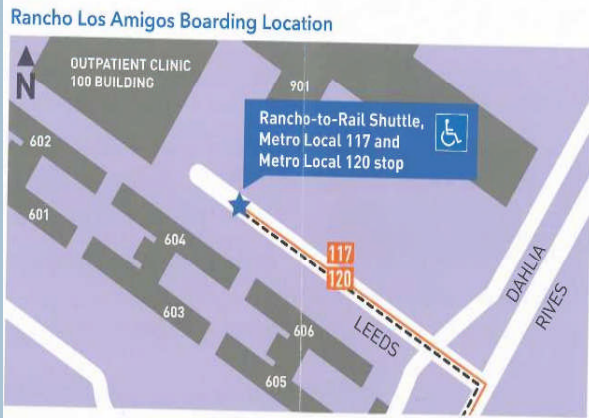 Rancho Los Amigos Boarding Location
N
OUTPATIENT CLINIC
100 BUILDING
901
Rancho-to-Rail Shuttle,
Metro Local 117 and
Metro Local 120 stop
602
601
604
603
606
605
117
120
LEEDS
DAHLIA
RIVES